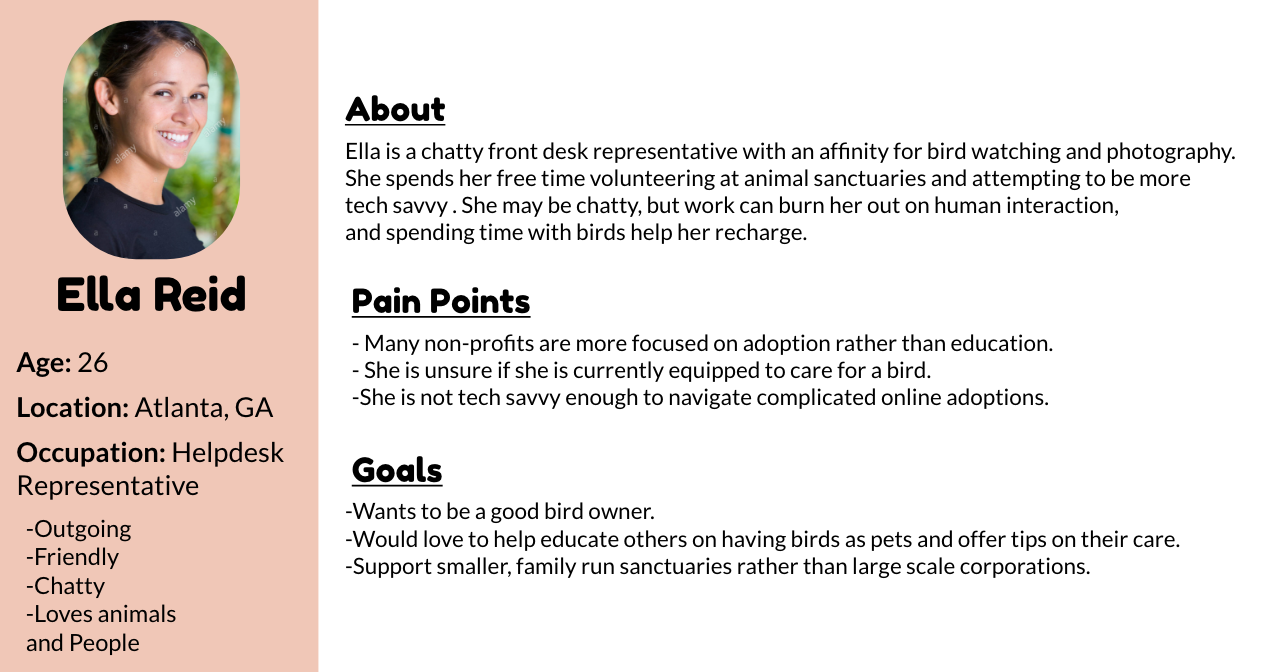 Ella Reid
Age: 26
Location: Atlanta, GA
Occupation: Helpdesk
Representative
-Outgoing
-Friendly
-Chatty
-Loves animals
and People
About
Ella is a chatty front desk representative with an affinity for bird watching and photography.
She spends her free time volunteering at animal sanctuaries and attempting to be more
tech savvy . She may be chatty, but work can burn her out on human interaction,
and spending time with birds help her recharge.
Pain Points
- Many non-profits are more focused on adoption rather than education.
- She is unsure if she is currently equipped to care for a bird.
-She is not tech savvy enough to navigate complicated online adoptions.
Goals
-Wants to be a good bird owner.
-Would love to help educate others on having birds as pets and offer tips on their care.
-Support smaller, family run sanctuaries rather than large scale corporations.
alamy
alamy
alamy
alamy
a
a
a
a
a